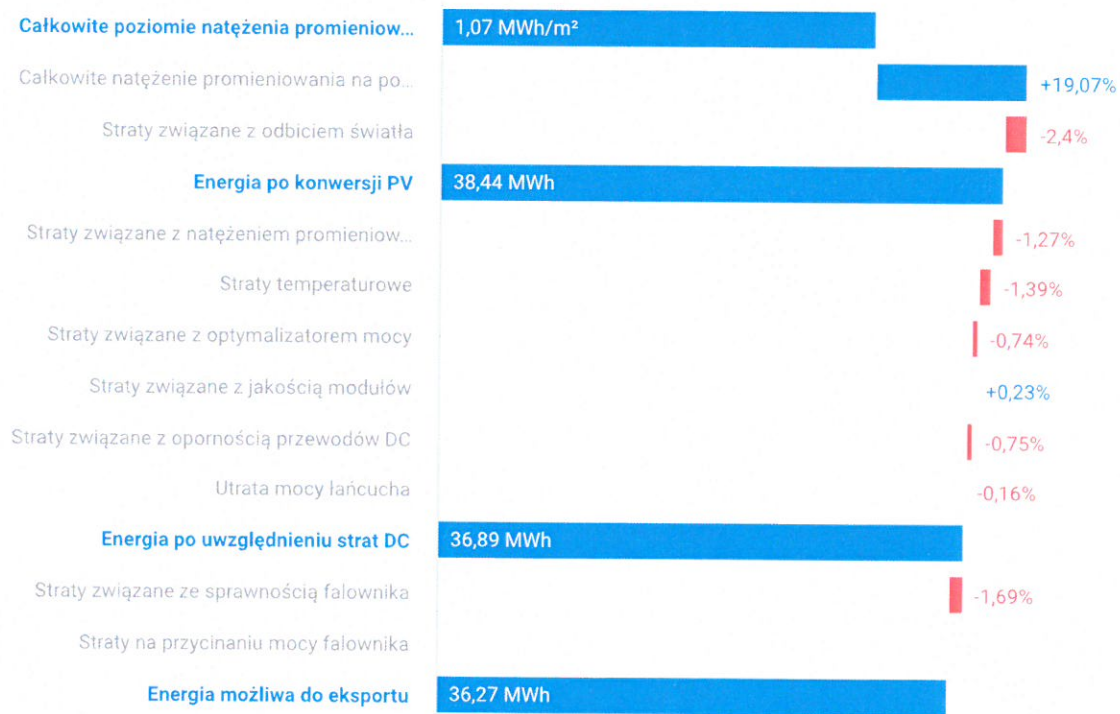 Całkowite poziomie natężenia promieniow... 1,07 MWh/m²
Całkowite natężenie promieniowania na po... +19,07%
Straty związane z odbiciem światła -2,4%
Energia po konwersji PV 38,44 MWh
Straty związane z natężeniem promieniow... -1,27%
Straty temperaturowe -1,39%
Straty związane z optymalizatorem mocy -0,74%
Straty związane z jakością modułów +0,23%
Straty związane z opornością przewodów DC -0,75%
Utrata mocy łańcucha -0,16%
Energia po uwzględnieniu strat DC 36,89 MWh
Straty związane ze sprawnością falownika -1,69%
Straty na przycinaniu mocy falownika
Energia możliwa do eksportu 36,27 MWh